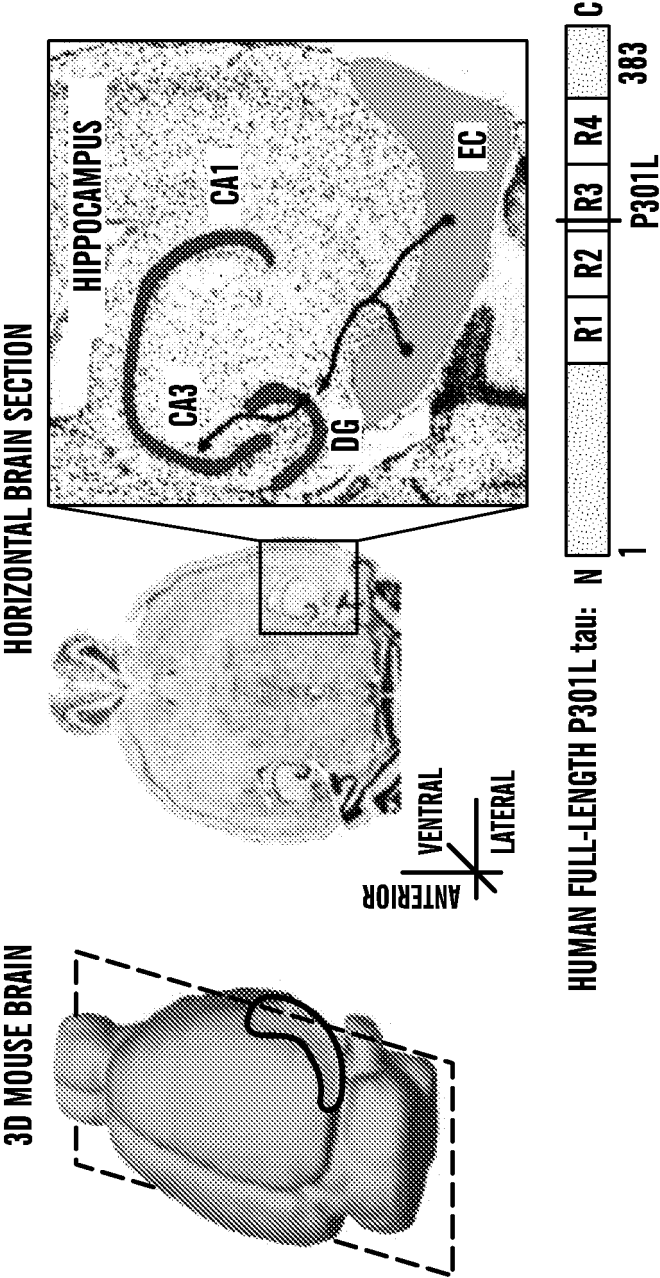 3D MOUSE BRAIN
HORIZONTAL BRAIN SECTION
HIPPOCAMPUS
CA1
CA3
DG
EC
ANTERIOR
VENTRAL
LATERAL
HUMAN FULL-LENGTH P301L tau: N R1 R2 R3 R4 C
1 P301L 383